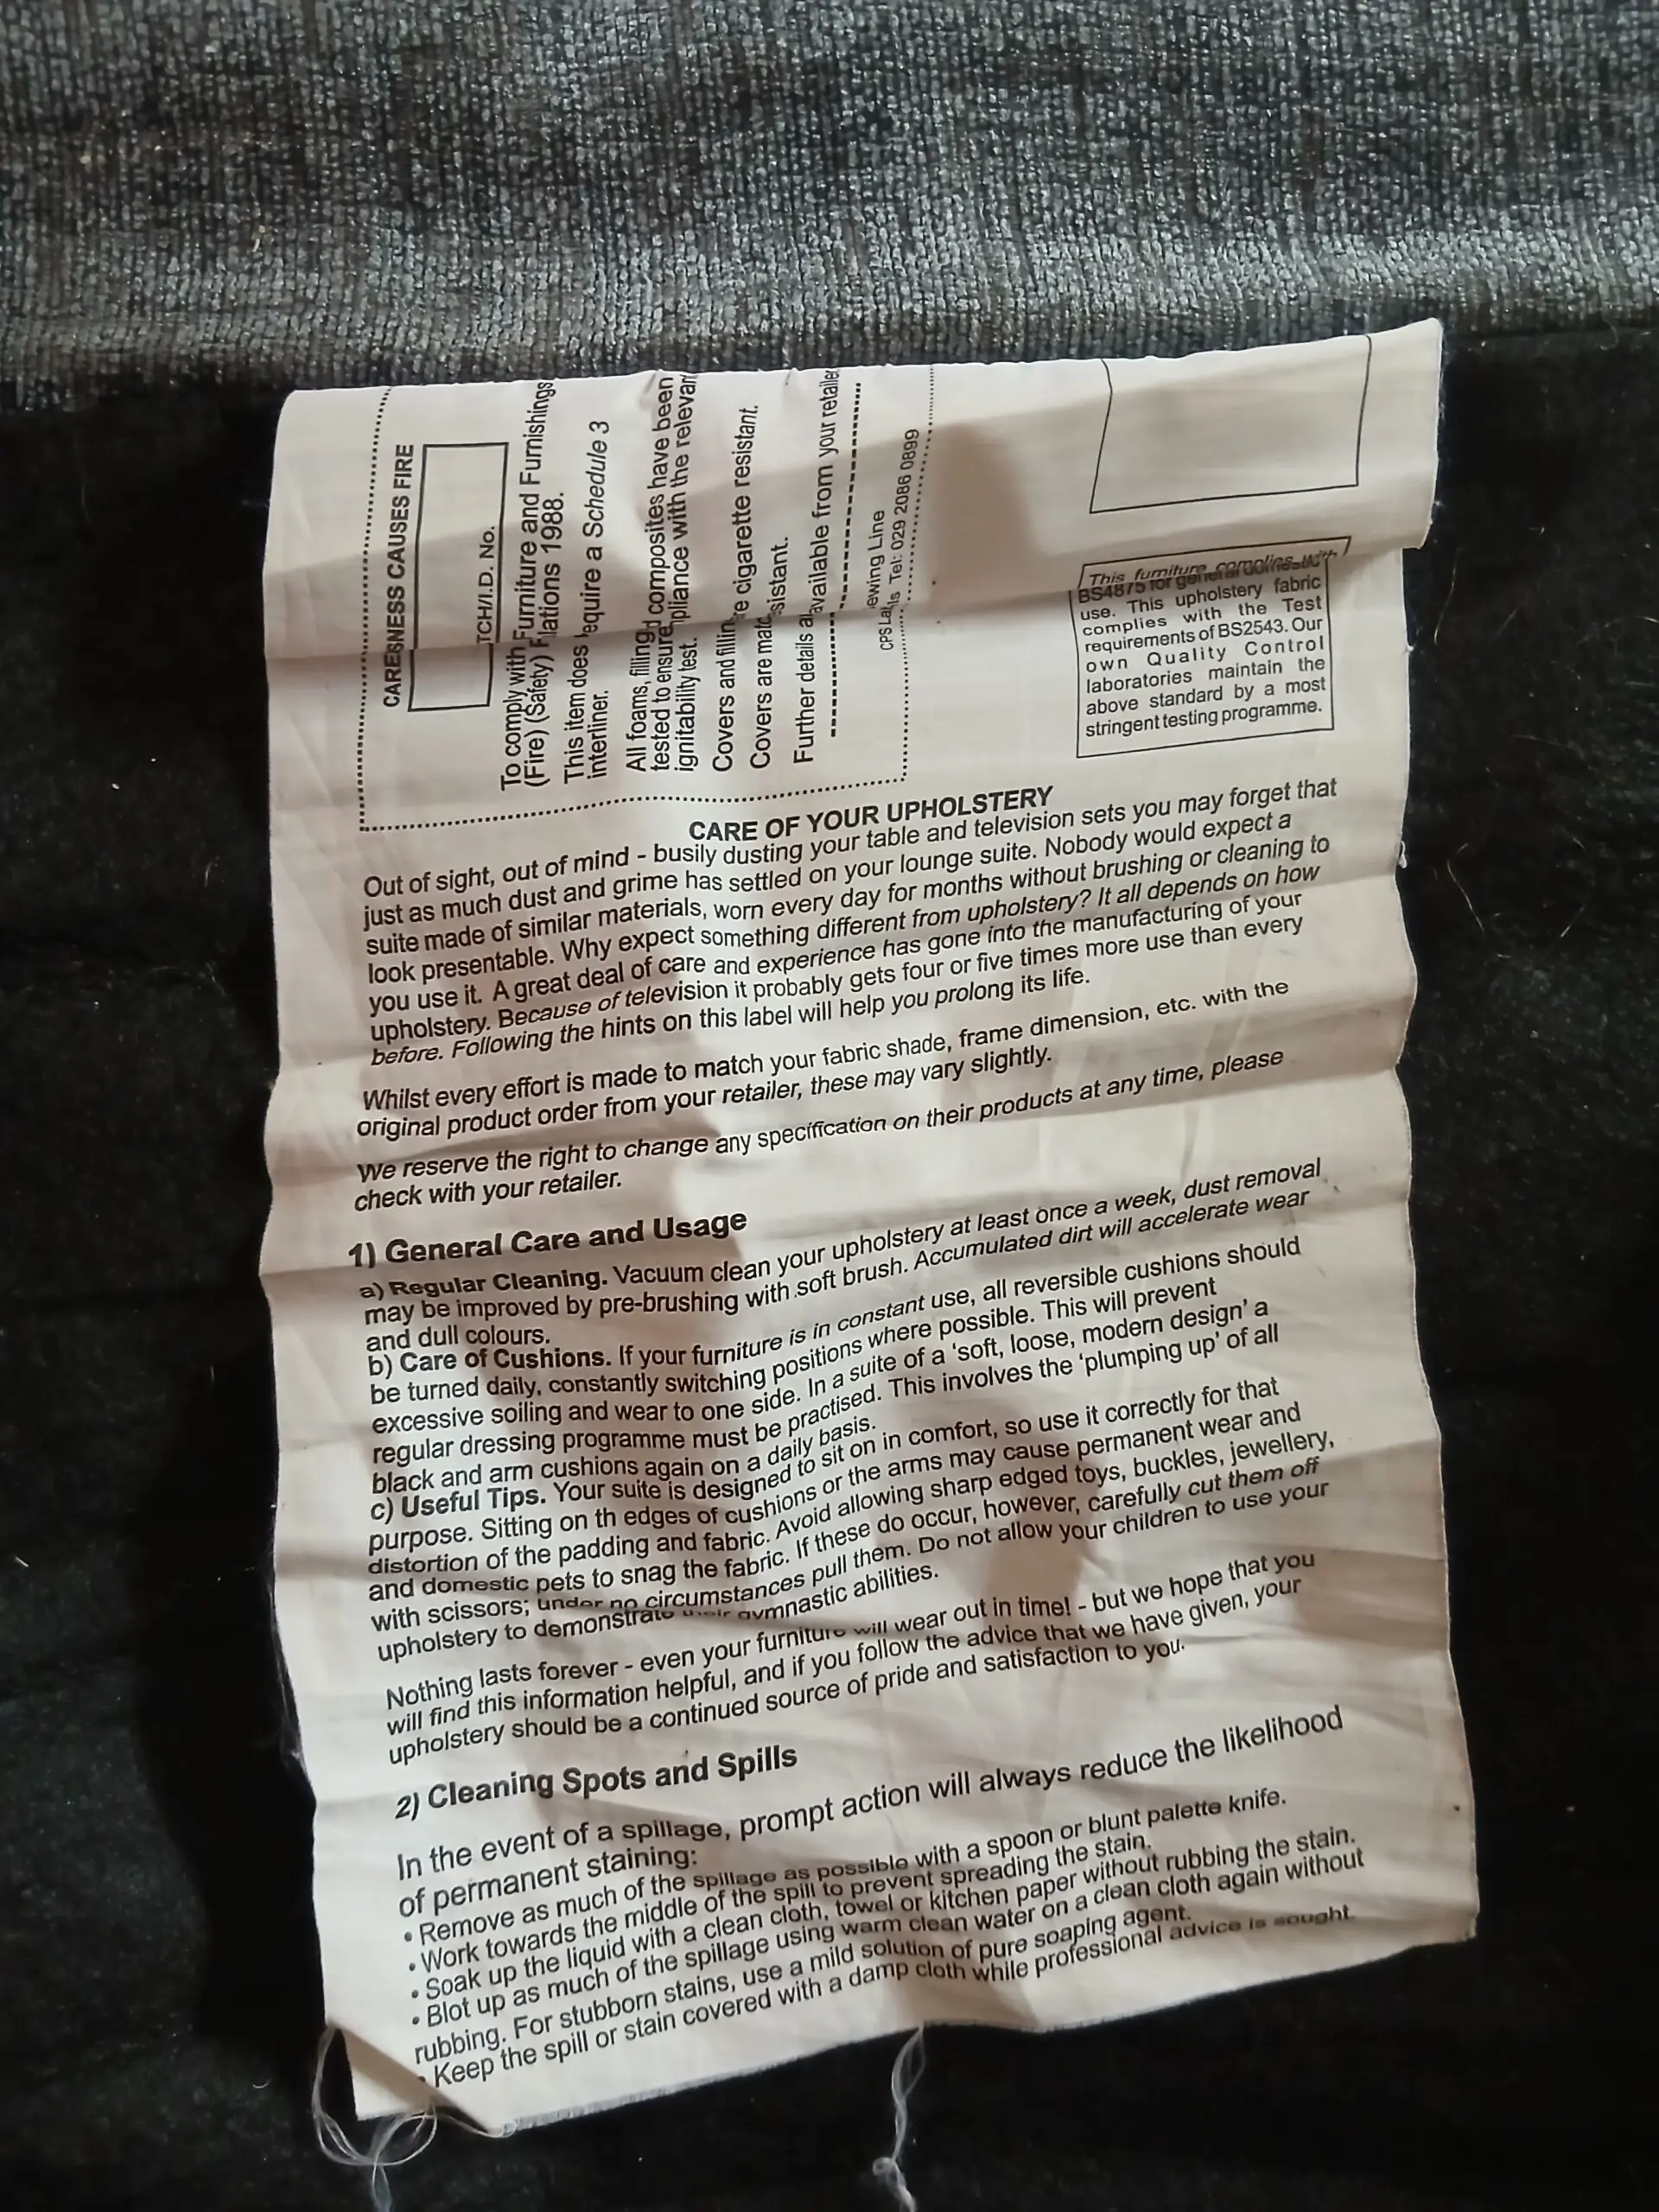 CARE SNESS CAUSES FIRE
TCH/I.D. No.
To comply with Furniture and Furnishings
(Fire) (Safety) lations 1988.
This item does equire a Schedule 3
interliner.
All foams, filling d composites have been
tested to ensure pliance with the relevan
ignitability test.
Covers and fillin e cigarette resistant.
Covers are matc sistant.
Further details a available from your retailer
ewing Line
CPS La ls Tel: 029 2086 0899
This furniture complies with
BS4875 for general domestic
use. This upholstery fabric
complies with the Test
requirements of BS2543. Our
own Quality Control
laboratories maintain the
above standard by a most
stringent testing programme.
CARE OF YOUR UPHOLSTERY
Out of sight, out of mind - busily dusting your table and television sets you may forget that
just as much dust and grime has settled on your lounge suite. Nobody would expect a
suite made of similar materials, worn every day for months without brushing or cleaning to
look presentable. Why expect something different from upholstery? It all depends on how
you use it. A great deal of care and experience has gone into the manufacturing of your
upholstery. Because of television it probably gets four or five times more use than every
before. Following the hints on this label will help you prolong its life.
Whilst every effort is made to match your fabric shade, frame dimension, etc. with the
original product order from your retailer, these may vary slightly.
We reserve the right to change any specification on their products at any time, please
check with your retailer.
1) General Care and Usage
a) Regular Cleaning. Vacuum clean your upholstery at least once a week, dust removal
may be improved by pre-brushing with soft brush. Accumulated dirt will accelerate wear
and dull colours.
b) Care of Cushions. If your furniture is in constant use, all reversible cushions should
be turned daily, constantly switching positions where possible. This will prevent
excessive soiling and wear to one side. In a suite of a 'soft, loose, modern design' a
regular dressing programme must be practised. This involves the 'plumping up' of all
black and arm cushions again on a daily basis.
c) Useful Tips. Your suite is designed to sit on in comfort, so use it correctly for that
purpose. Sitting on th edges of cushions or the arms may cause permanent wear and
distortion of the padding and fabric. Avoid allowing sharp edged toys, buckles, jewellery,
and domestic pets to snag the fabric. If these do occur, however, carefully cut them off
with scissors; under no circumstances pull them. Do not allow your children to use your
upholstery to demonstrate their gymnastic abilities.
Nothing lasts forever - even your furniture will wear out in time! - but we hope that you
will find this information helpful, and if you follow the advice that we have given, your
upholstery should be a continued source of pride and satisfaction to you.
2) Cleaning Spots and Spills
In the event of a spillage, prompt action will always reduce the likelihood
of permanent staining:
• Remove as much of the spillage as possible with a spoon or blunt palette knife.
• Work towards the middle of the spill to prevent spreading the stain.
• Soak up the liquid with a clean cloth, towel or kitchen paper without rubbing the stain.
• Blot up as much of the spillage using warm clean water on a clean cloth again without
rubbing. For stubborn stains, use a mild solution of pure soaping agent.
• Keep the spill or stain covered with a damp cloth while professional advice is sought.